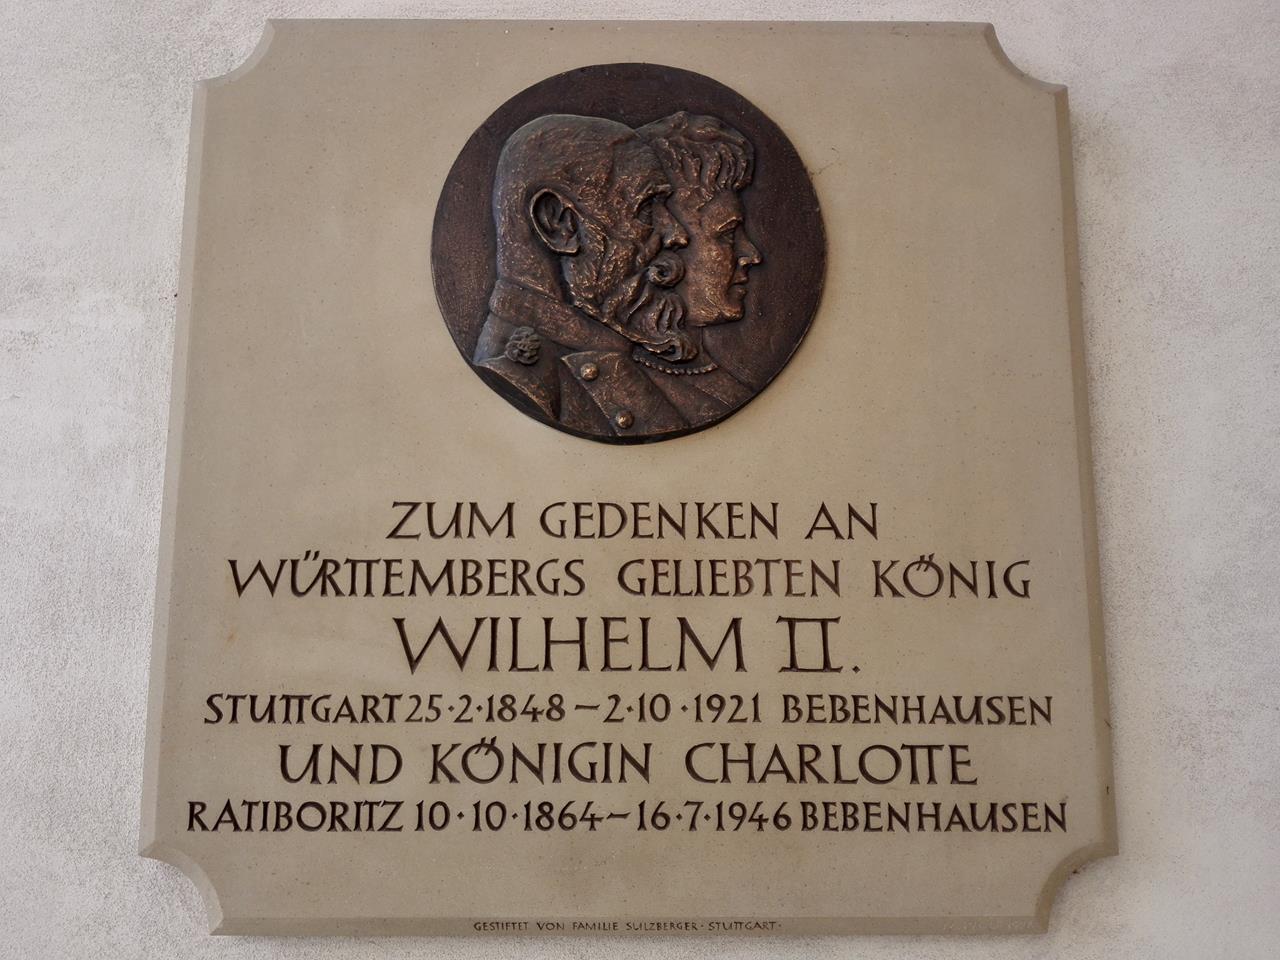 ZUM GEDENKEN AN
WÜRTTEMBERGS GELIEBTEN KÖNIG
WILHELM II.
STUTTGART 25·2·1848–2·10·1921 BEBENHAUSEN
UND KÖNIGIN CHARLOTTE
RATIBORITZ 10·10·1864–16·7·1946 BEBENHAUSEN
GESTIFTET VON FAMILIE SULZBERGER·STUTTGART·